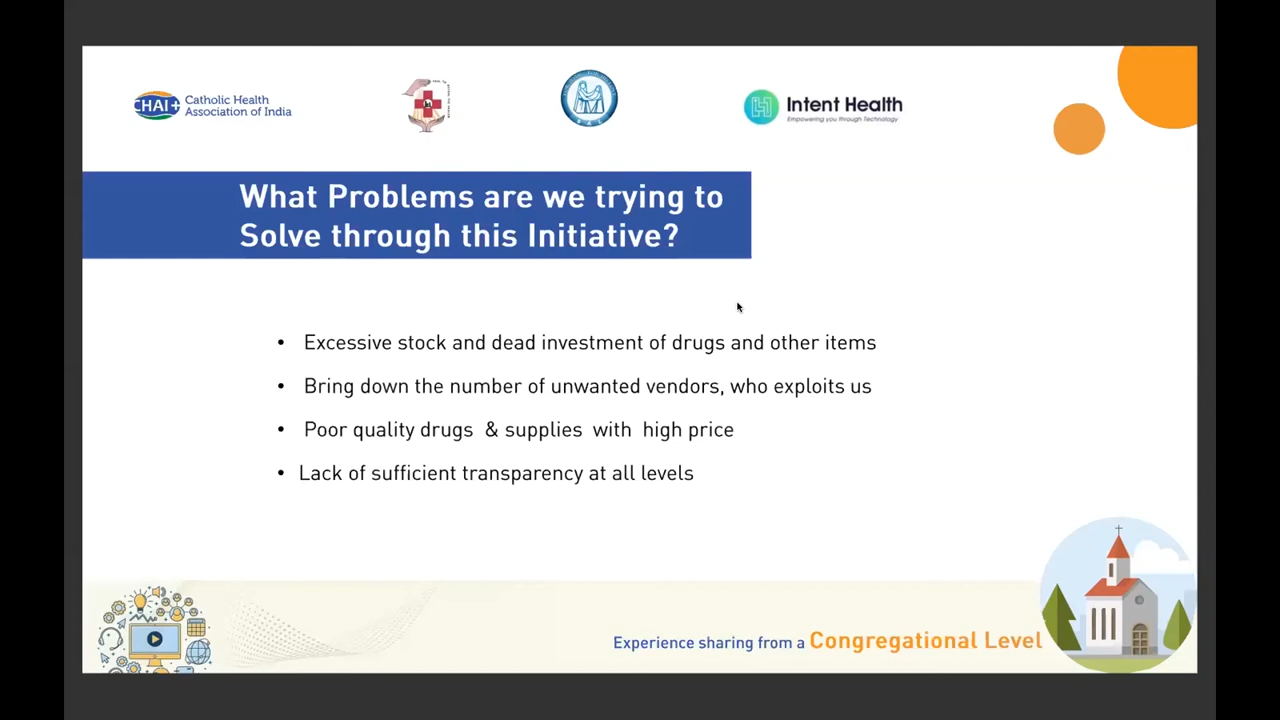 CHAI+
Catholic Health
Association of India
Intent Health
Empowering you through Technology
What Problems are we trying to
Solve through this Initiative?
• Excessive stock and dead investment of drugs and other items
• Bring down the number of unwanted vendors, who exploits us
• Poor quality drugs & supplies with high price
• Lack of sufficient transparency at all levels
Experience sharing from a Congregational Level